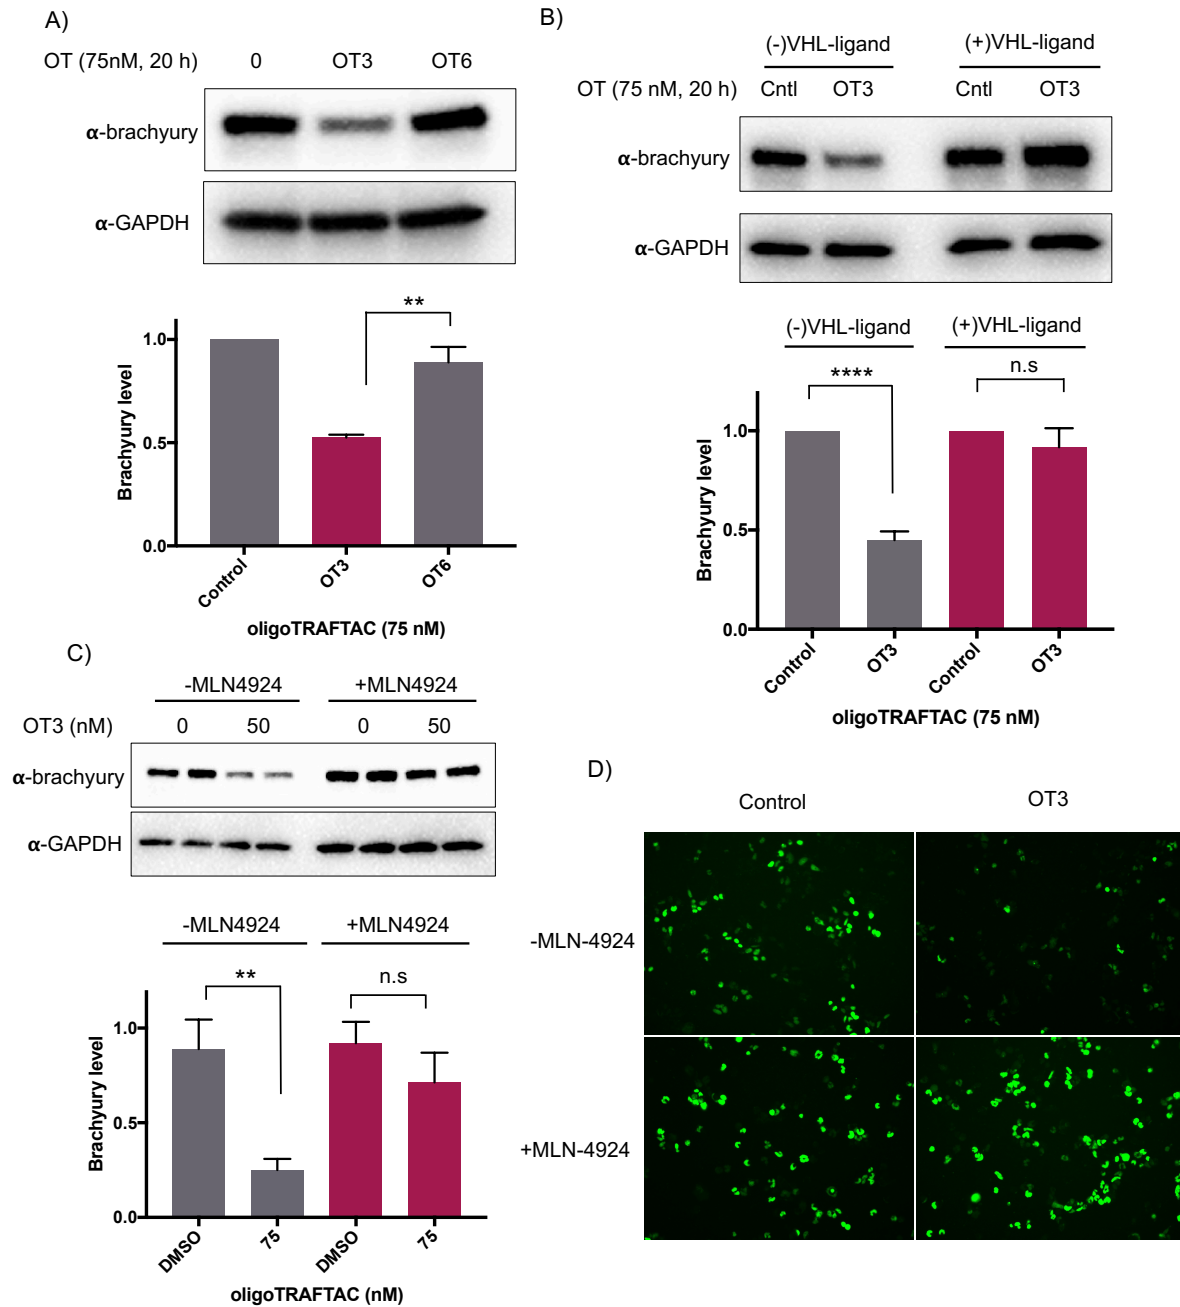 A)
OT (75nM, 20 h) 0 OT3 OT6
α-brachyury
α-GAPDH
**
1.0
0.5
0.0
Brachyury level
Control OT3 OT6
oligoTRAFTAC (75 nM)
B)
(-)VHL-ligand (+)VHL-ligand
OT (75 nM, 20 h) Cntl OT3 Cntl OT3
α-brachyury
α-GAPDH
(-)VHL-ligand (+)VHL-ligand
**** n.s
1.0
0.5
0.0
Brachyury level
Control OT3 Control OT3
oligoTRAFTAC (75 nM)
C)
-MLN4924 +MLN4924
OT3 (nM) 0 50 0 50
α-brachyury
α-GAPDH
-MLN4924 +MLN4924
** n.s
1.0
0.5
0.0
Brachyury level
DMSO 75 DMSO 75
oligoTRAFTAC (nM)
D)
Control OT3
-MLN-4924
+MLN-4924